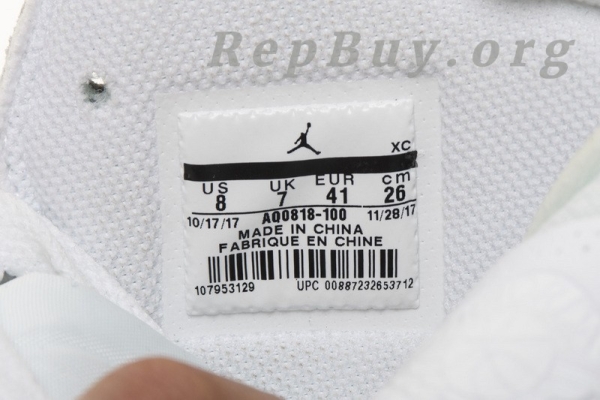 RepBuy.org
XC
US UK EUR cm
8 7 41 26
10/17/17 AQ0818-100 11/28/17
MADE IN CHINA
FABRIQUE EN CHINE
107953129 UPC 00887232653712